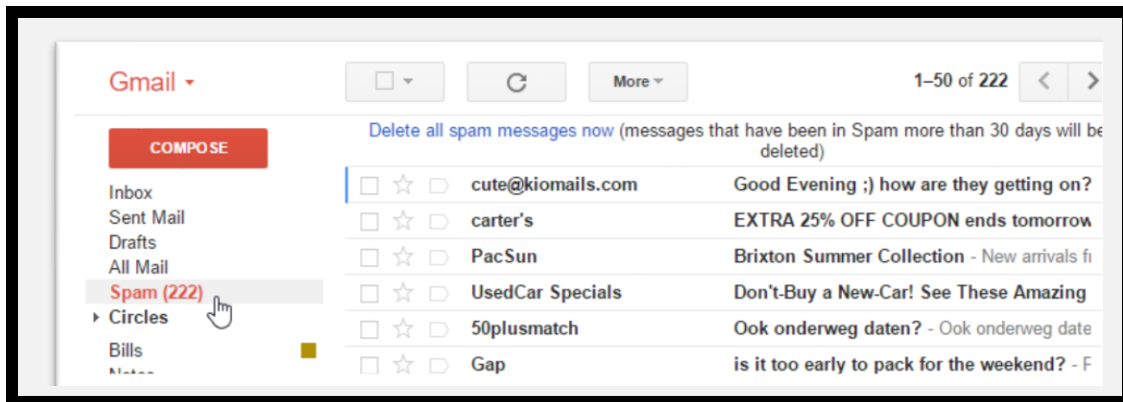 Gmail
More
1–50 of 222
COMPOSE
Delete all spam messages now (messages that have been in Spam more than 30 days will be
deleted)
Inbox
Sent Mail
Drafts
All Mail
Spam (222)
Circles
Bills
cute@kiomails.com Good Evening ;) how are they getting on?
carter's EXTRA 25% OFF COUPON ends tomorrow
PacSun Brixton Summer Collection - New arrivals
UsedCar Specials Don't-Buy a New-Car! See These Amazing
50plusmatch Ook onderweg daten? - Ook onderweg date
Gap is it too early to pack for the weekend? -